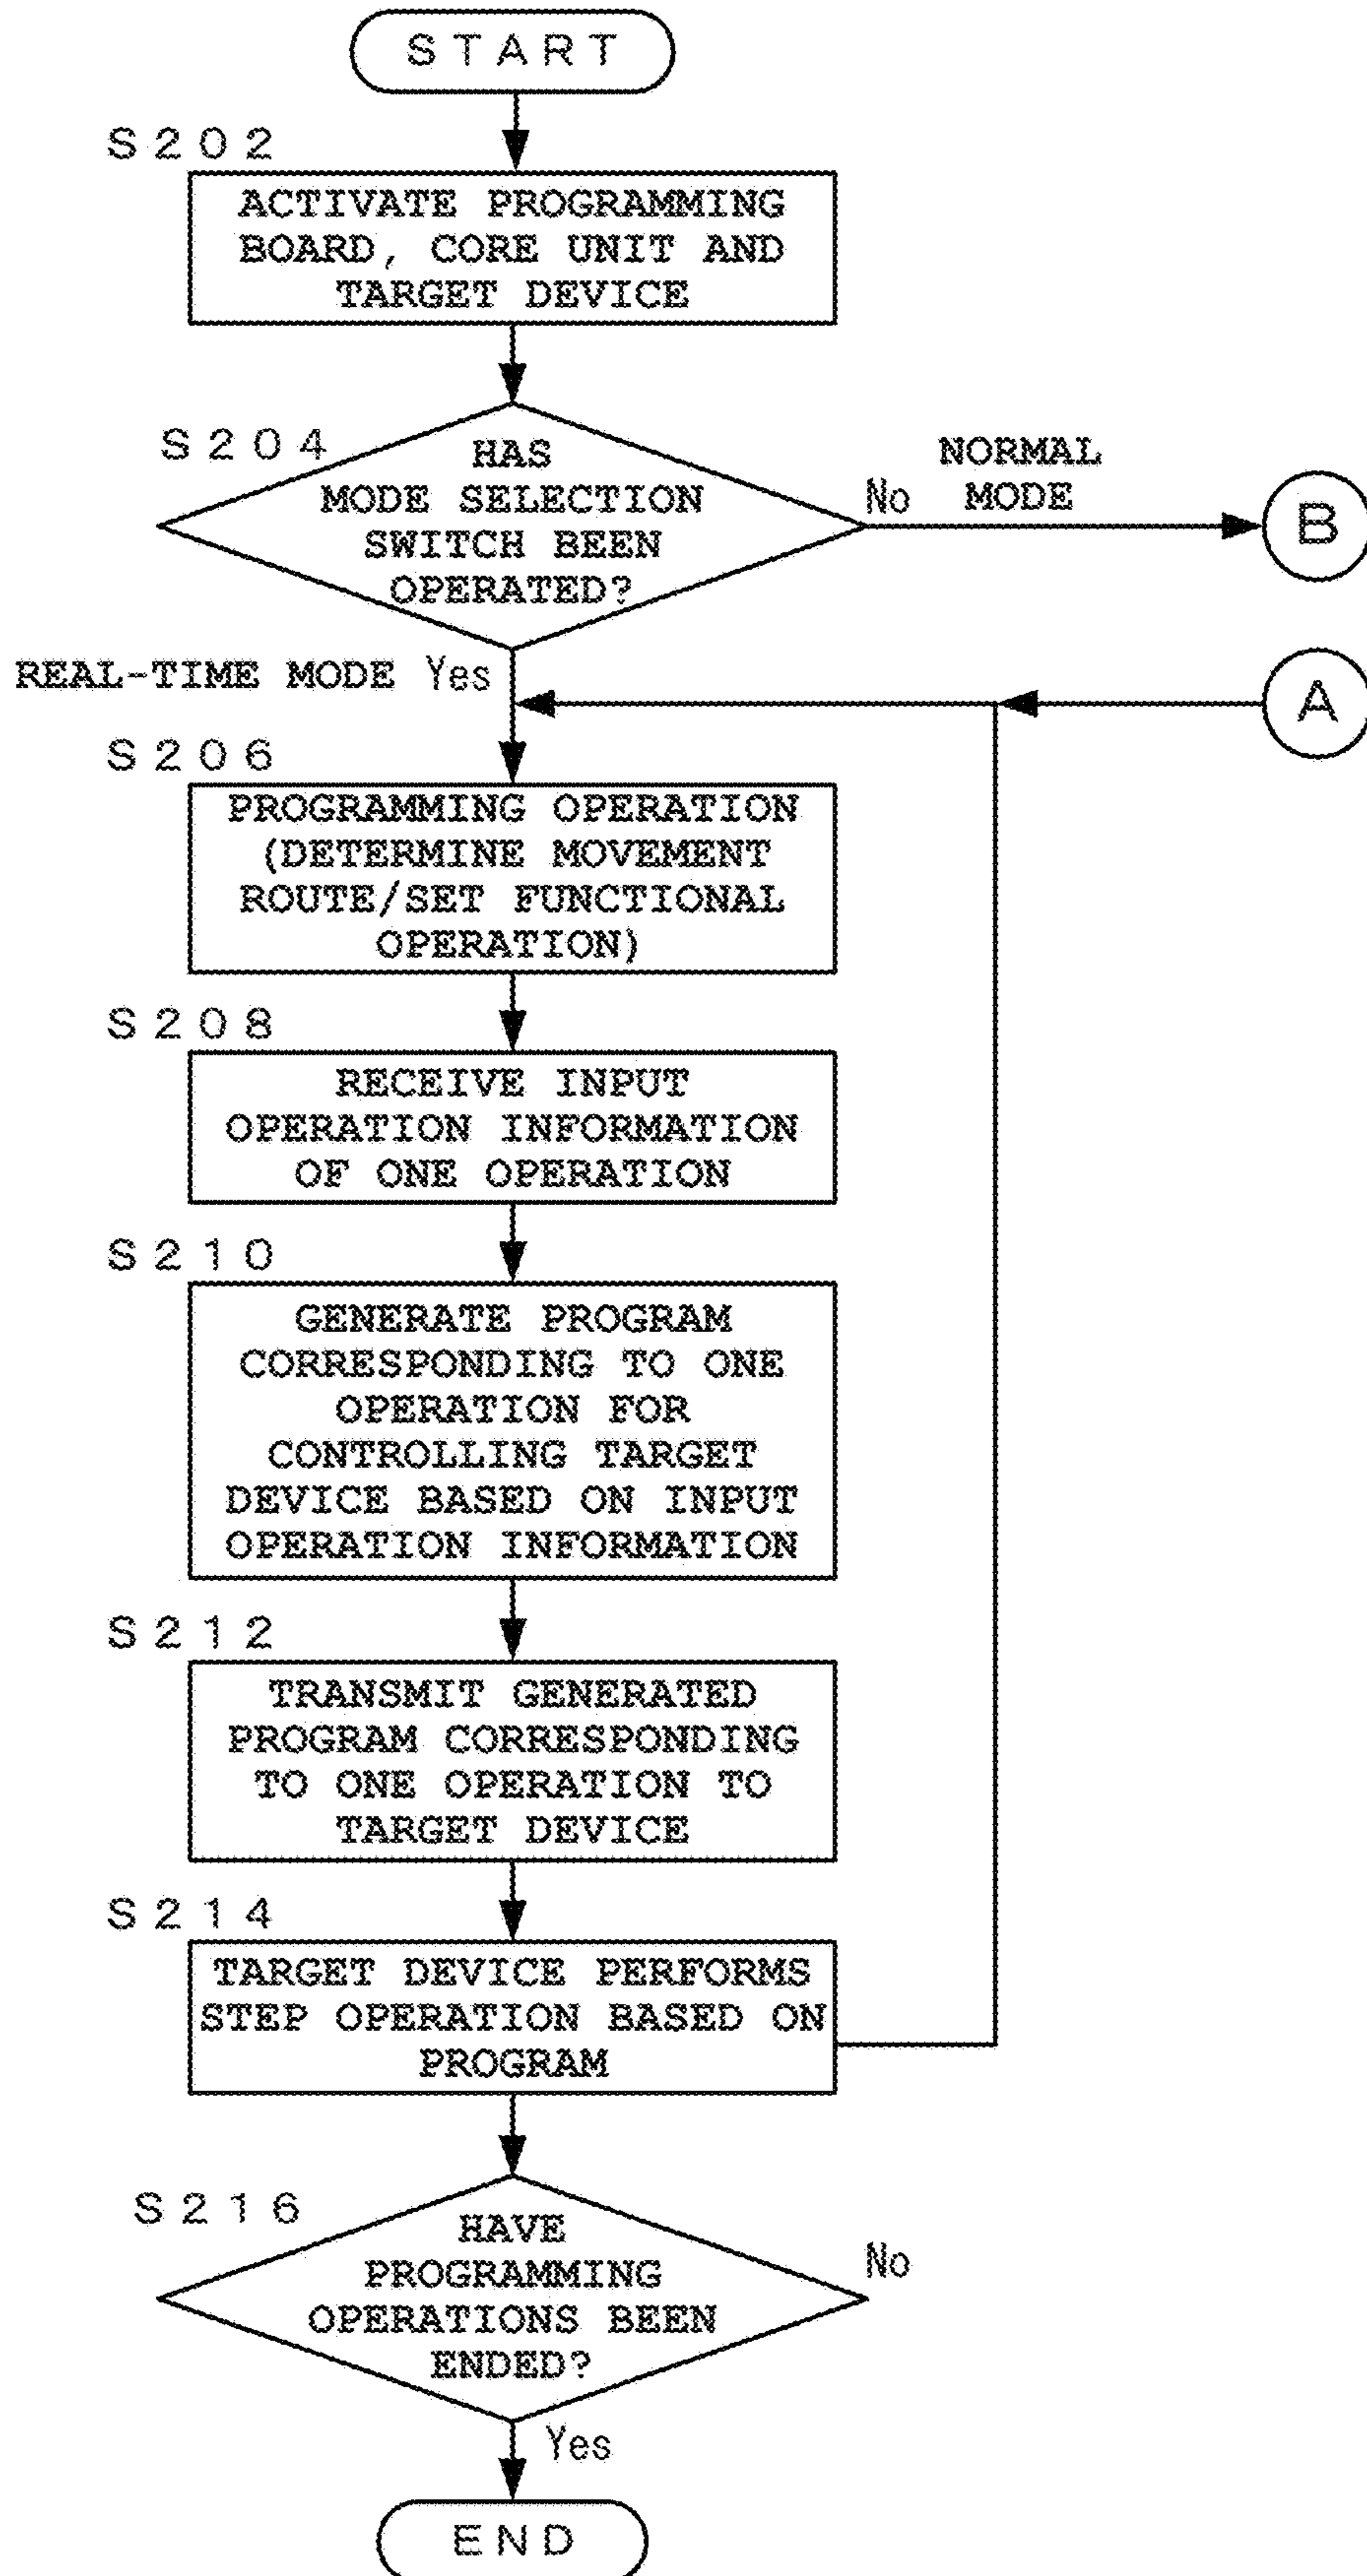 START
S202
ACTIVATE PROGRAMMING
BOARD, CORE UNIT AND
TARGET DEVICE
S204
HAS
MODE SELECTION
SWITCH BEEN
OPERATED?
No
NORMAL
MODE
B
REAL-TIME MODE Yes
A
S206
PROGRAMMING OPERATION
(DETERMINE MOVEMENT
ROUTE/SET FUNCTIONAL
OPERATION)
S208
RECEIVE INPUT
OPERATION INFORMATION
OF ONE OPERATION
S210
GENERATE PROGRAM
CORRESPONDING TO ONE
OPERATION FOR
CONTROLLING TARGET
DEVICE BASED ON INPUT
OPERATION INFORMATION
S212
TRANSMIT GENERATED
PROGRAM CORRESPONDING
TO ONE OPERATION TO
TARGET DEVICE
S214
TARGET DEVICE PERFORMS
STEP OPERATION BASED ON
PROGRAM
S216
HAVE
PROGRAMMING
OPERATIONS BEEN
ENDED?
No
Yes
END